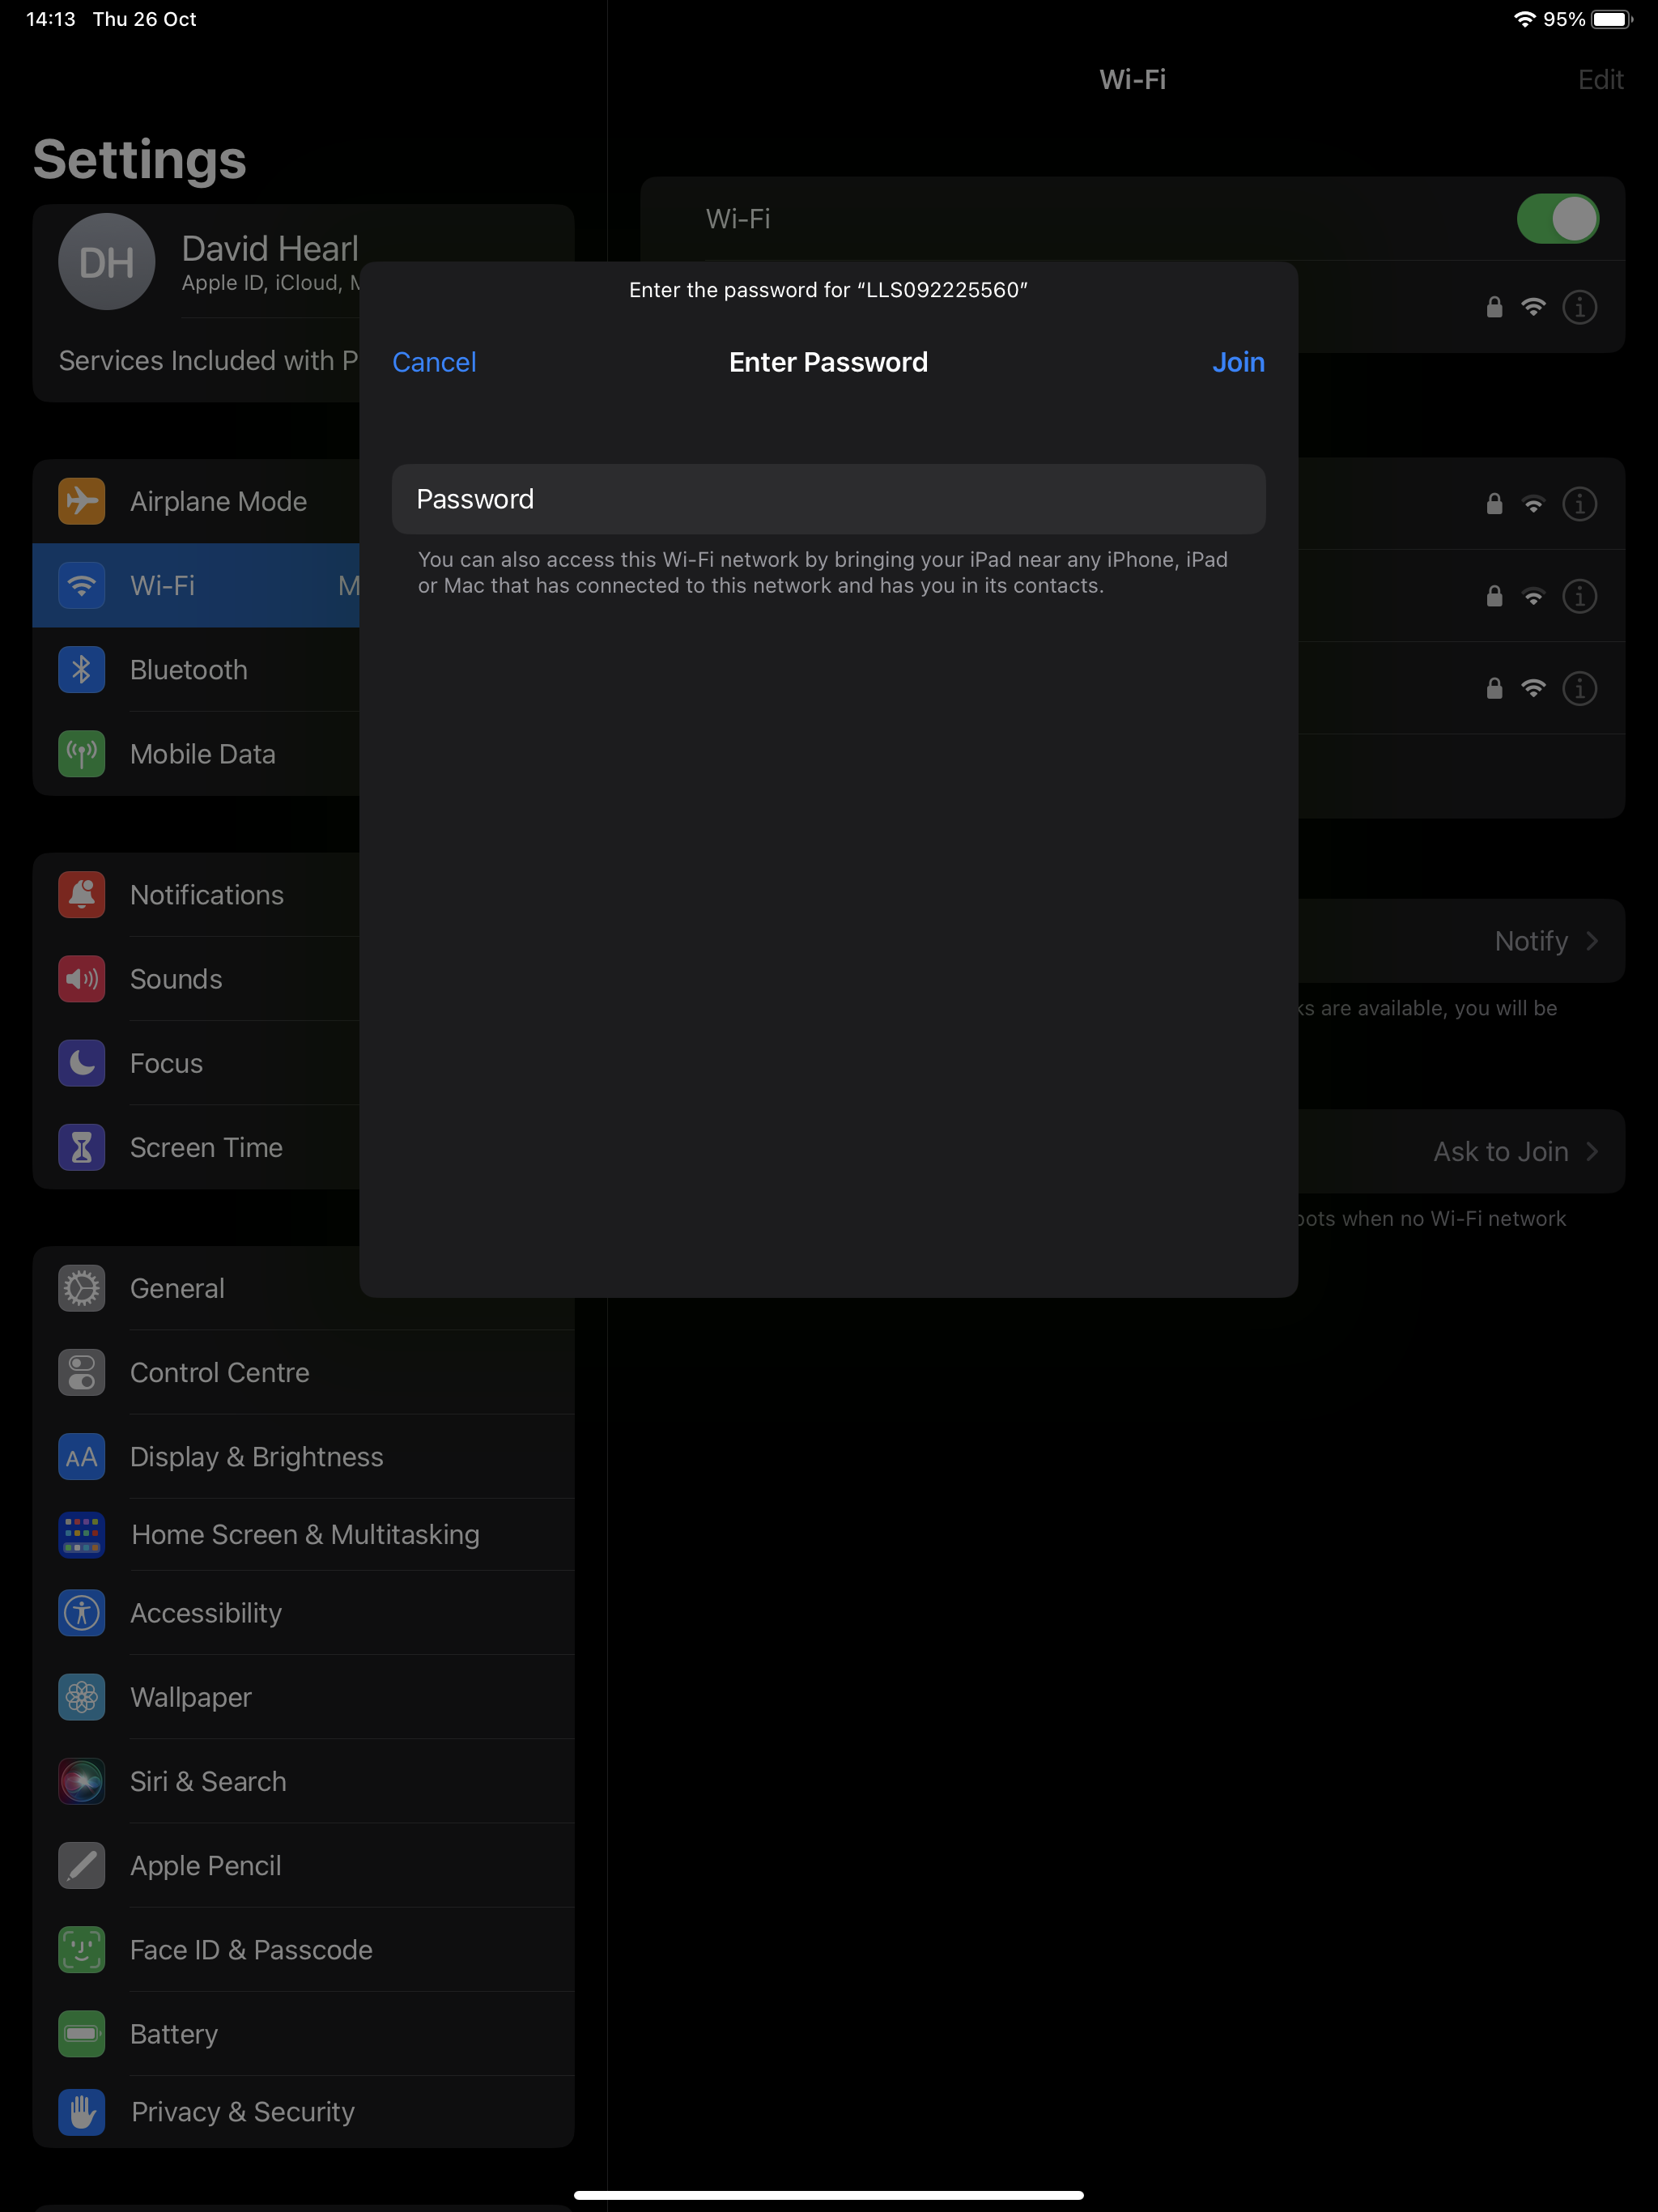 14:13 Thu 26 Oct
95%
Settings
DH
David Hearl
Apple ID, iCloud, M
Services Included with P
Airplane Mode
Wi-Fi
Bluetooth
Mobile Data
Notifications
Sounds
Focus
Screen Time
General
Control Centre
AA
Display & Brightness
Home Screen & Multitasking
Accessibility
Wallpaper
Siri & Search
Apple Pencil
Face ID & Passcode
Battery
Privacy & Security
Wi-Fi
Edit
Wi-Fi
Enter the password for “LLS092225560”
Cancel
Enter Password
Join
Password
You can also access this Wi-Fi network by bringing your iPad near any iPhone, iPad
or Mac that has connected to this network and has you in its contacts.
Notify
are available, you will be
Ask to Join
when no Wi-Fi network